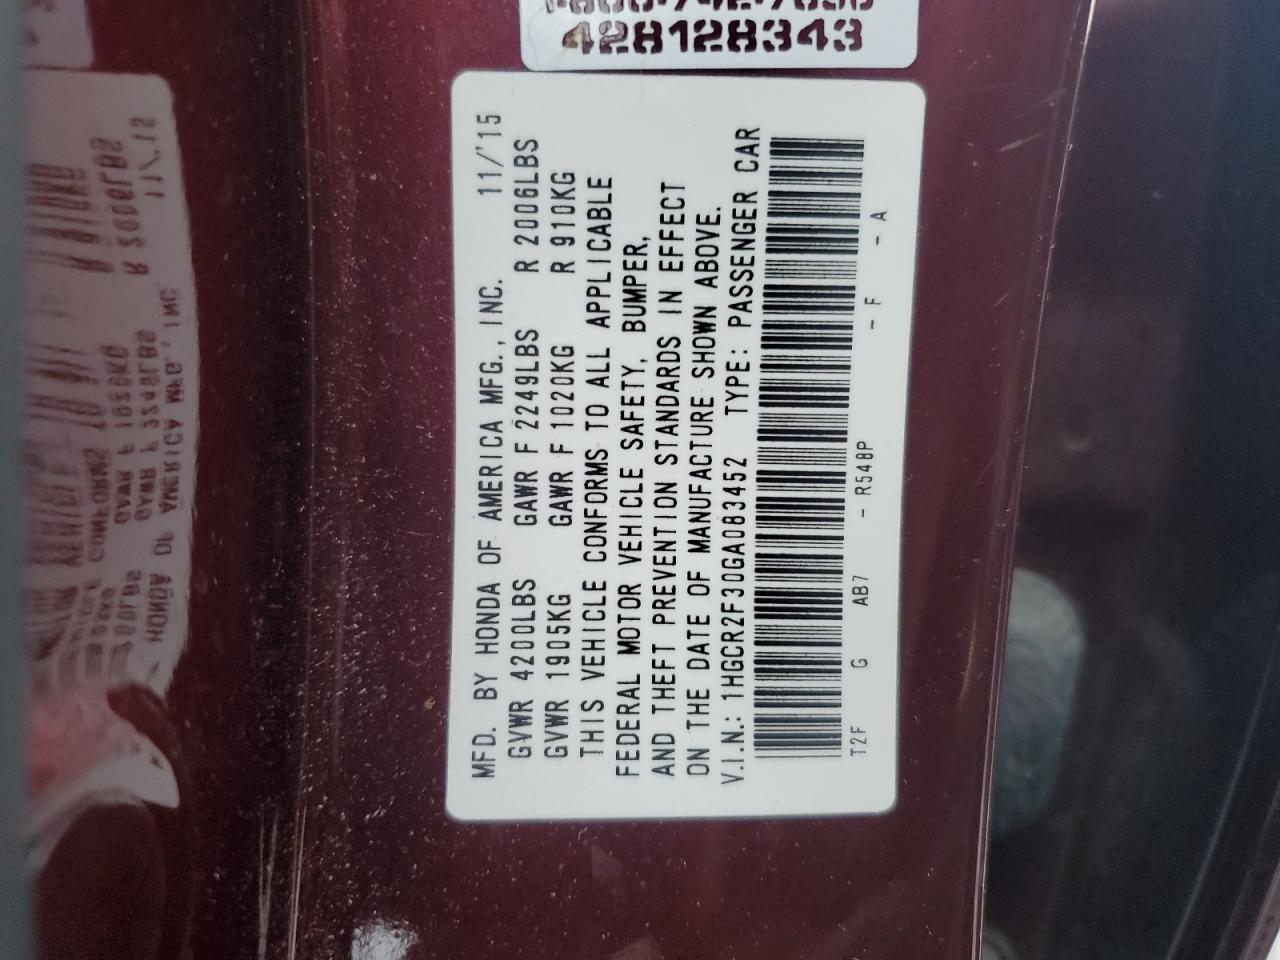 428128343
MFD. BY HONDA OF AMERICA MFG., INC. 11/'15
GVWR 4200LBS GAWR F 2249LBS R 2006LBS
GVWR 1905KG GAWR F 1020KG R 910KG
THIS VEHICLE CONFORMS TO ALL APPLICABLE
FEDERAL MOTOR VEHICLE SAFETY, BUMPER,
AND THEFT PREVENTION STANDARDS IN EFFECT
ON THE DATE OF MANUFACTURE SHOWN ABOVE.
V.I.N.: 1HGCR2F30GA083452 TYPE: PASSENGER CAR
T2F G AB7 - R548P - F - A